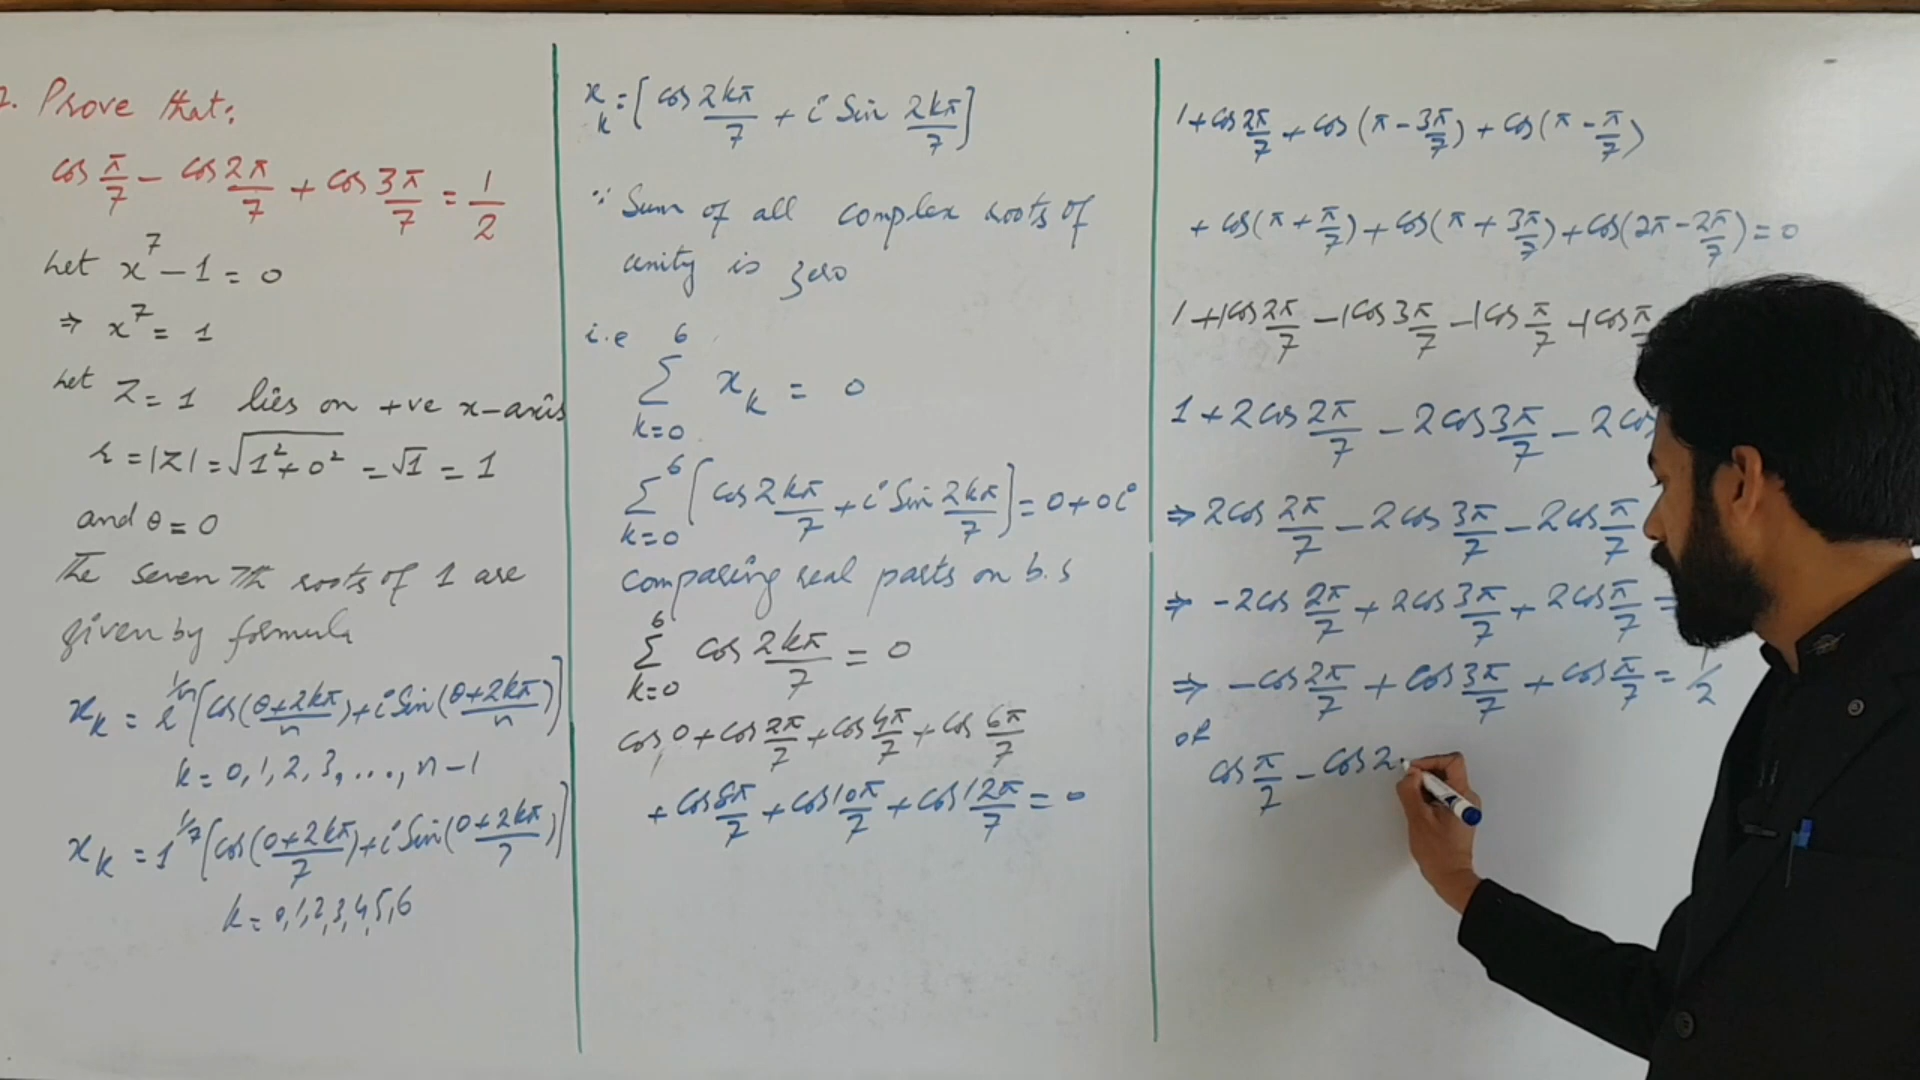 2. Prove that:
cos π/7 - cos 2π/7 + cos 3π/7 = 1/2
Let x^7 - 1 = 0
⇒ x^7 = 1
Let Z = 1 lies on +ve x-axis
r = |Z| = √(1² + 0²) = √1 = 1
and θ = 0
The seven 7th roots of 1 are
given by formula
x_k = r^(1/n) [cos((θ+2kπ)/n) + i Sin((θ+2kπ)/n)]
k = 0, 1, 2, 3, ..., n-1
x_k = 1^(1/7) [cos((0+2kπ)/7) + i Sin((0+2kπ)/7)]
k = 0,1,2,3,4,5,6
x_k = [cos 2kπ/7 + i Sin 2kπ/7]
∵ Sum of all complex roots of
unity is zero
i.e 6
∑ x_k = 0
k=0
∑_{k=0}^{6} [cos 2kπ/7 + i Sin 2kπ/7] = 0 + 0i
Comparing real parts on b.s
∑_{k=0}^{6} cos 2kπ/7 = 0
cos 0 + cos 2π/7 + cos 4π/7 + cos 6π/7
+ cos 8π/7 + cos 10π/7 + cos 12π/7 = 0
1 + cos 2π/7 + cos(π - 3π/7) + cos(π - π/7)
+ cos(π + π/7) + cos(π + 3π/7) + cos(2π - 2π/7) = 0
1 + 1cos 2π/7 - 1cos 3π/7 - 1cos π/7 - 1cos π
1 + 2cos 2π/7 - 2cos 3π/7 - 2
⇒ 2cos 2π/7 - 2cos 3π/7 - 2cos π/7
⇒ -2cos 2π/7 + 2cos 3π/7 + 2cos π/7 =
⇒ -cos 2π/7 + cos 3π/7 + cos π/7 = 1/2
or
cos π/7 - cos 2